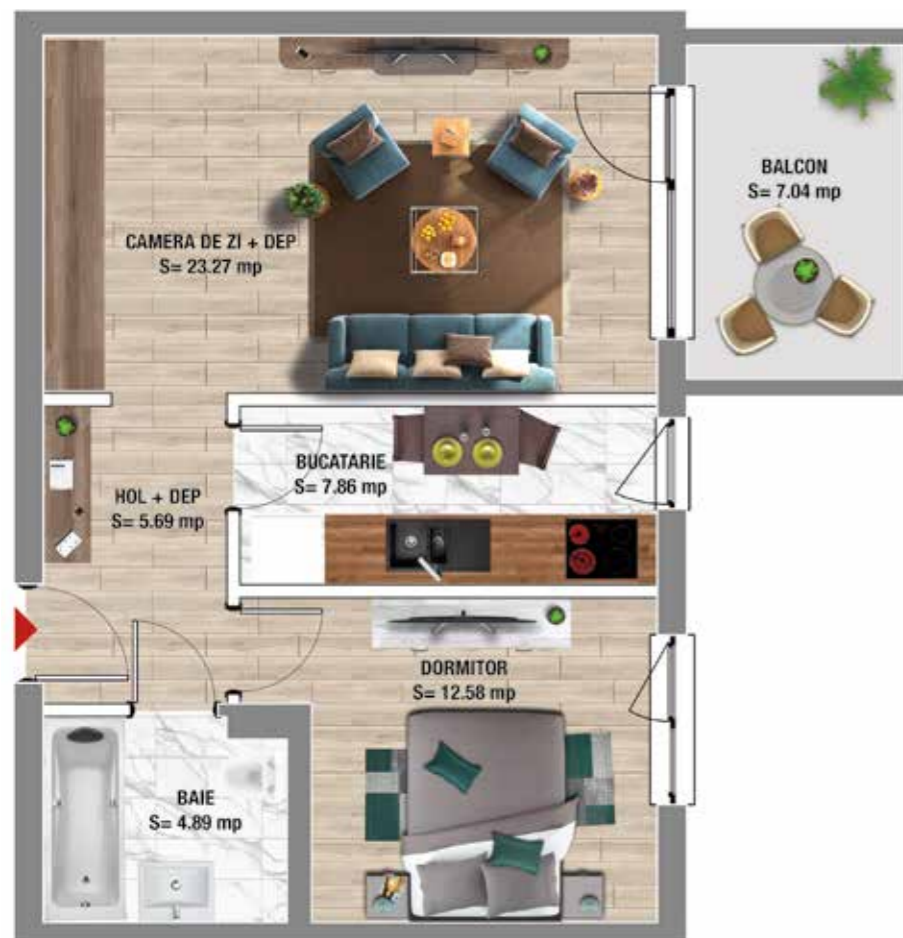 BALCON
S= 7.04 mp
CAMERA DE ZI + DEP
S= 23.27 mp
BUCATARIE
S= 7.86 mp
HOL + DEP
S= 5.69 mp
DORMITOR
S= 12.58 mp
BAIE
S= 4.89 mp